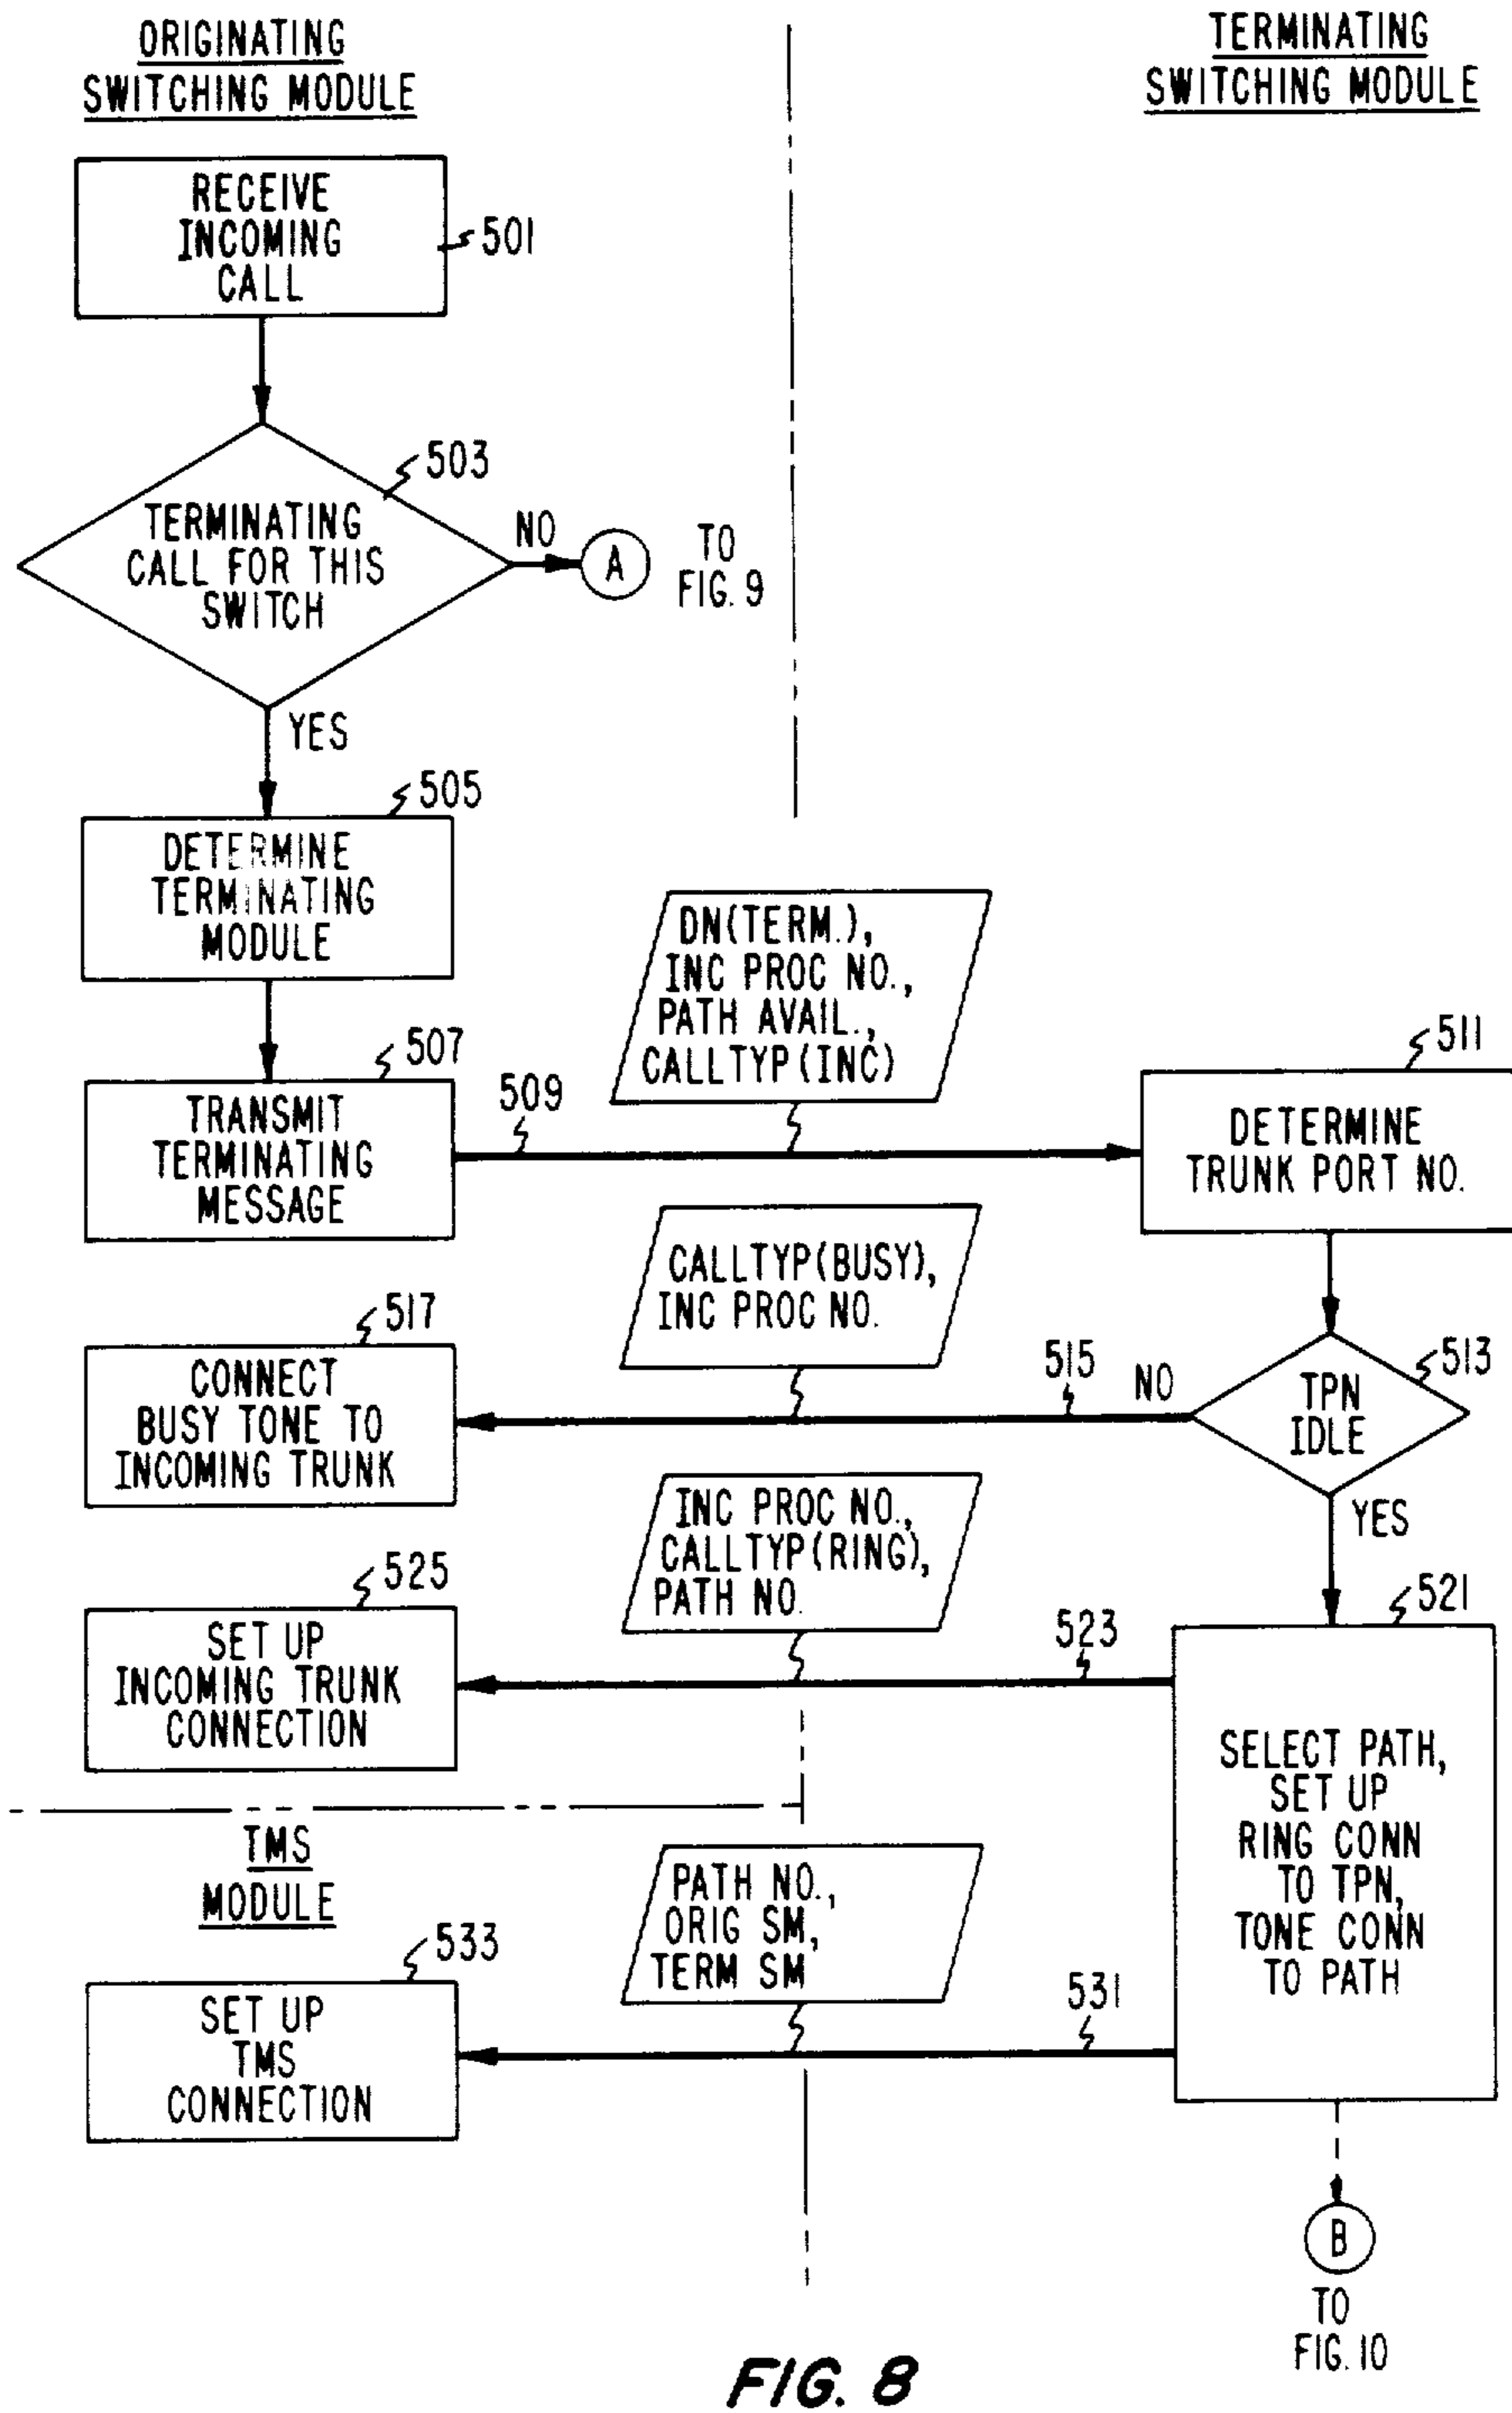 ORIGINATING
SWITCHING MODULE
TERMINATING
SWITCHING MODULE
RECEIVE
INCOMING
CALL
501
503
TERMINATING
CALL FOR THIS
SWITCH
NO
A
TO
FIG. 9
YES
505
DETERMINE
TERMINATING
MODULE
507
TRANSMIT
TERMINATING
MESSAGE
509
DN(TERM.),
INC PROC NO.,
PATH AVAIL.,
CALLTYP(INC)
511
DETERMINE
TRUNK PORT NO.
513
TPN
IDLE
NO
515
CALLTYP(BUSY),
INC PROC NO.
517
CONNECT
BUSY TONE TO
INCOMING TRUNK
YES
521
SELECT PATH,
SET UP
RING CONN
TO TPN,
TONE CONN
TO PATH
523
INC PROC NO.,
CALLTYP(RING),
PATH NO.
525
SET UP
INCOMING TRUNK
CONNECTION
TMS
MODULE
531
PATH NO.,
ORIG SM,
TERM SM
533
SET UP
TMS
CONNECTION
B
TO
FIG. 10
FIG. 8